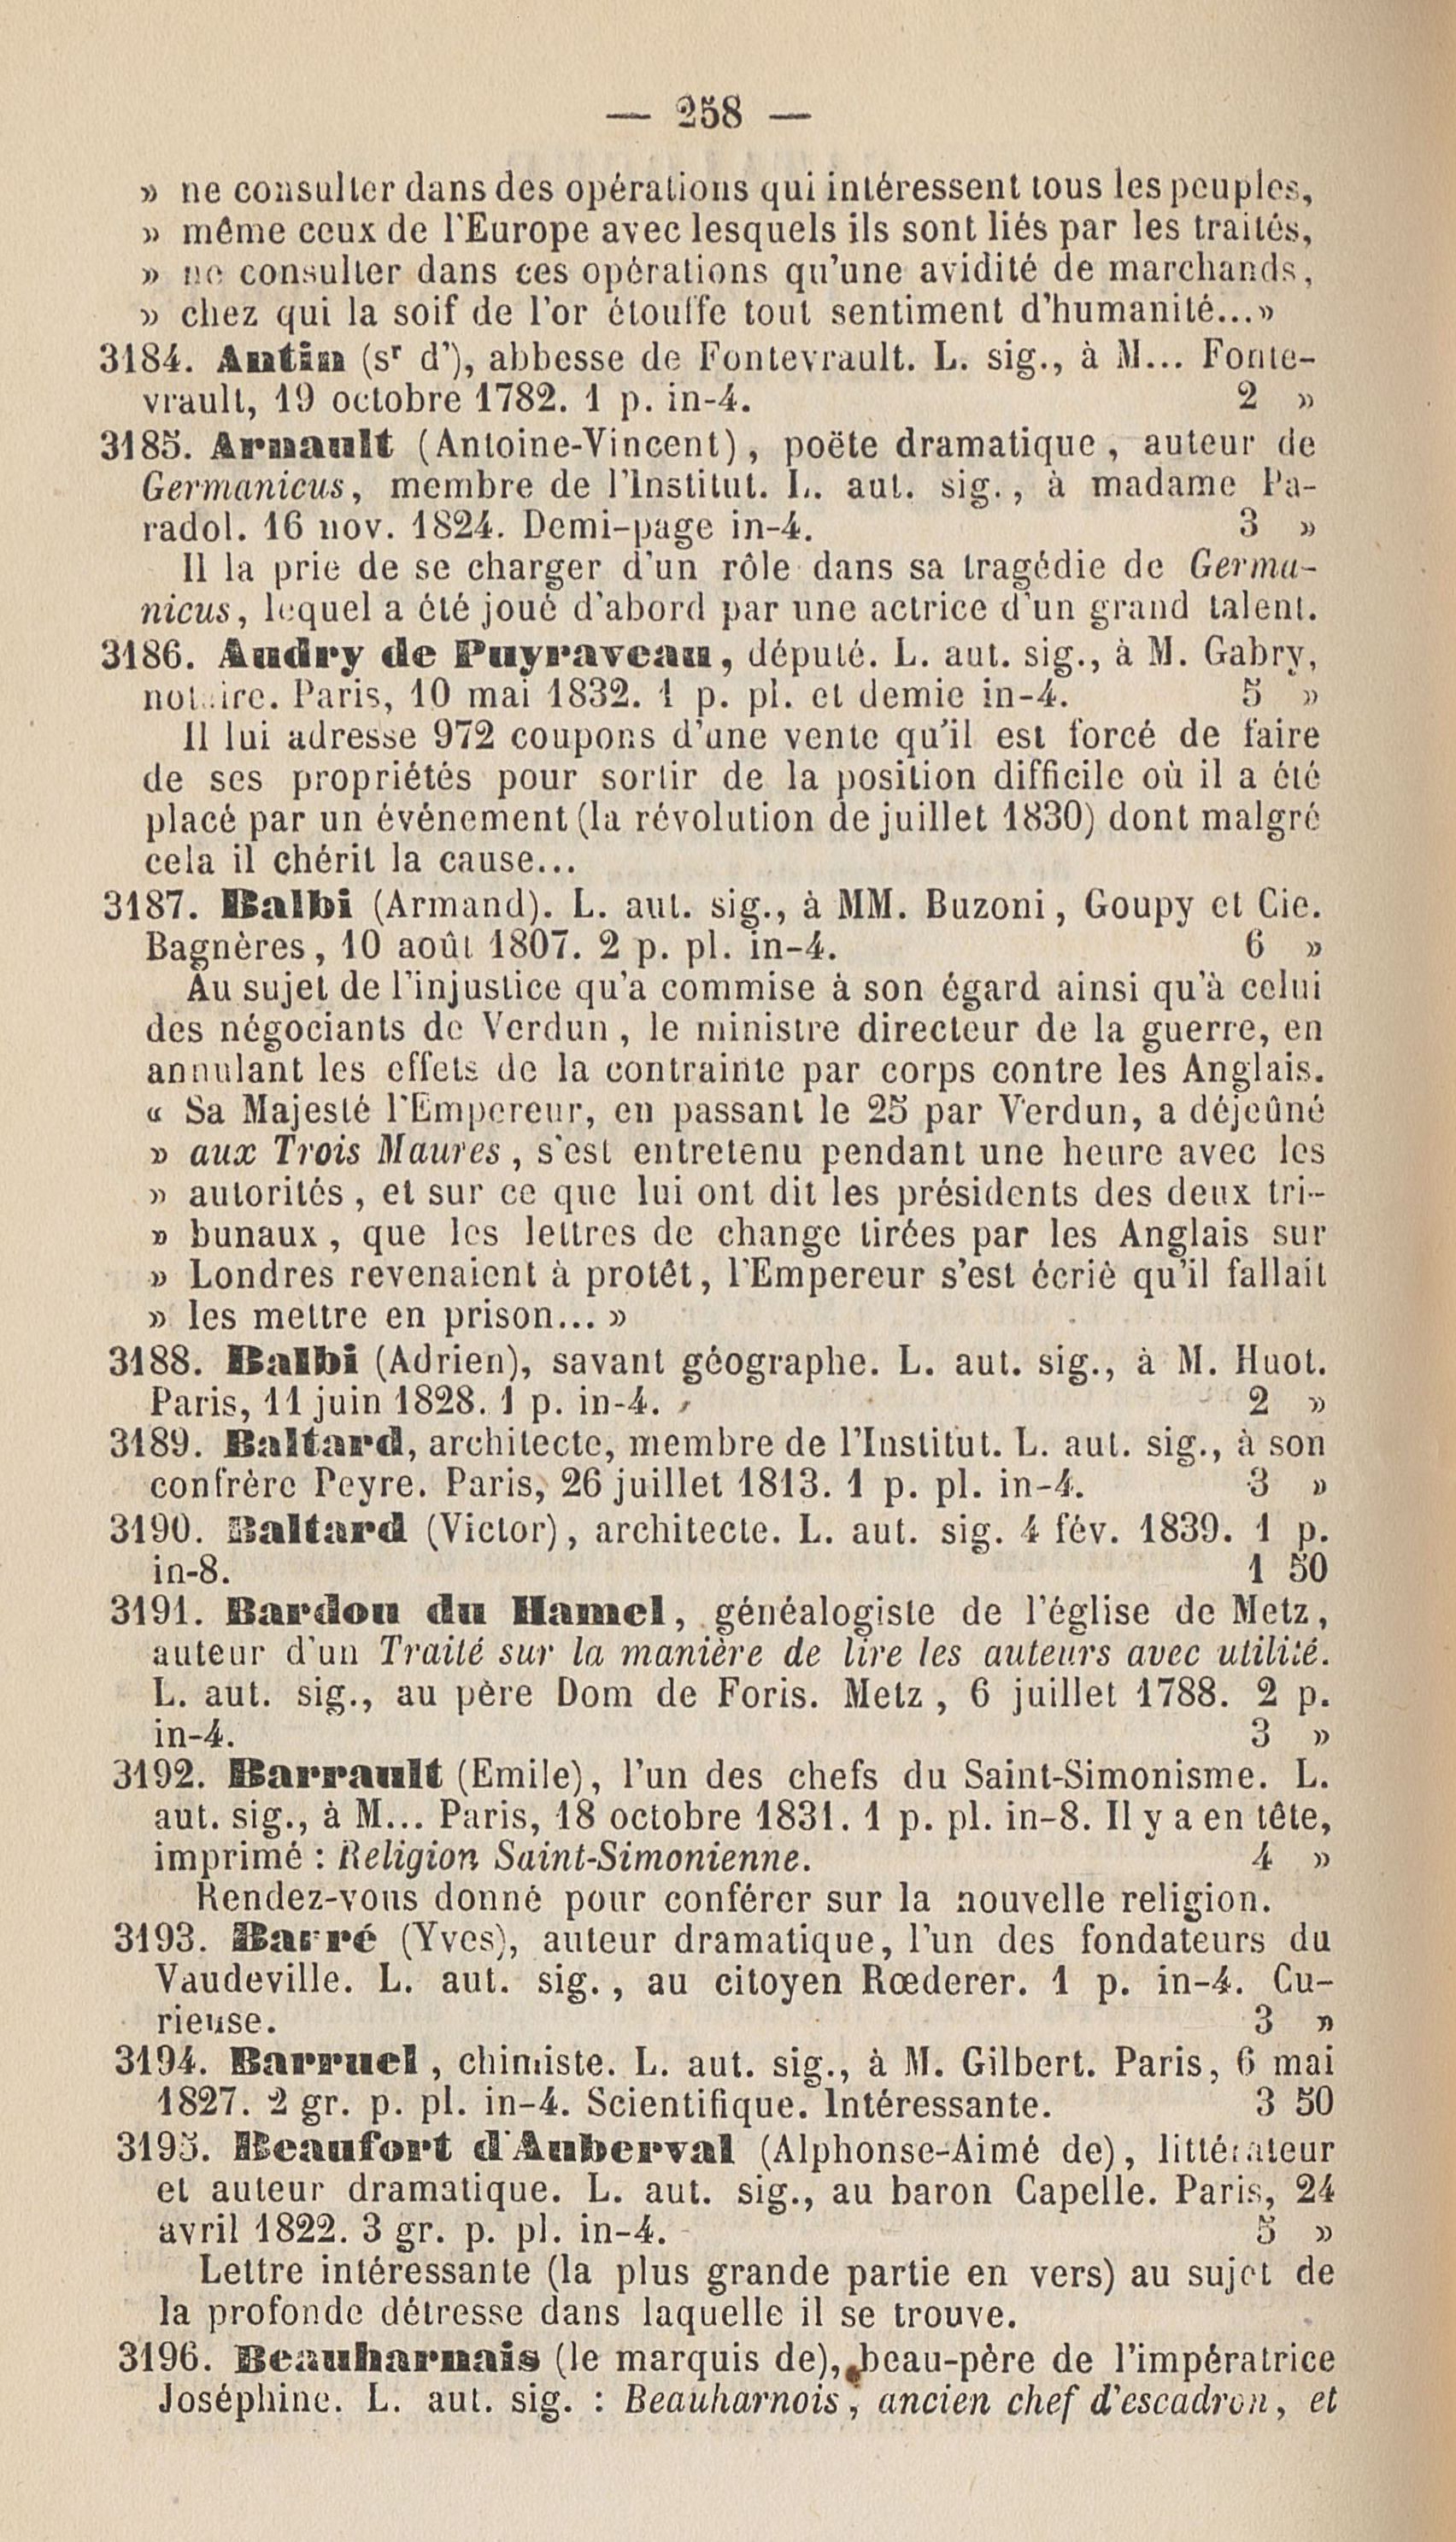 — 258 —
» ne consulter dans des opérations qui intéressent tous les peuples,
» même ceux de l'Europe avec lesquels ils sont liés par les traités,
» ne consulter dans ces opérations qu'une avidité de marchands,
» chez qui la soif de l'or étouffe tout sentiment d'humanité...»
3184. Antin (sr d'), abbesse de Fontevrault. L. sig., à M... Fonte-
vrault, 19 octobre 1782. 1 p. in-4. 2 »
3185. Arnault (Antoine-Vincent), poëte dramatique, auteur de
Germanicus, membre de l'Institut. L. aut. sig., à madame Pa-
radol. 16 nov. 1824. Demi-page in-4. 3 »
Il la prie de se charger d'un rôle dans sa tragédie de Germa-
nicus, lequel a été joué d'abord par une actrice d'un grand talent.
3186. Audry de Puyraveau, député. L. aut. sig., à M. Gabry,
notaire. Paris, 10 mai 1832. 1 p. pl. et demie in-4. 5 »
Il lui adresse 972 coupons d'une vente qu'il est forcé de faire
de ses propriétés pour sortir de la position difficile où il a été
placé par un événement (la révolution de juillet 1830) dont malgré
cela il chérit la cause...
3187. Balbi (Armand). L. aut. sig., à MM. Buzoni, Goupy et Cie.
Bagnères, 10 août 1807. 2 p. pl. in-4. 6 »
Au sujet de l'injustice qu'a commise à son égard ainsi qu'à celui
des négociants de Verdun, le ministre directeur de la guerre, en
annulant les effets de la contrainte par corps contre les Anglais.
« Sa Majesté l'Empereur, en passant le 25 par Verdun, a déjeûné
» aux Trois Maures, s'est entretenu pendant une heure avec les
» autorités, et sur ce que lui ont dit les présidents des deux tri-
» bunaux, que les lettres de change tirées par les Anglais sur
» Londres revenaient à protêt, l'Empereur s'est écrié qu'il fallait
» les mettre en prison... »
3188. Balbi (Adrien), savant géographe. L. aut. sig., à M. Huot.
Paris, 11 juin 1828. 1 p. in-4. 2 »
3189. Baltard, architecte, membre de l'Institut. L. aut. sig., à son
confrère Peyre. Paris, 26 juillet 1813. 1 p. pl. in-4. 3 »
3190. Baltard (Victor), architecte. L. aut. sig. 4 fév. 1839. 1 p.
in-8. 1 50
3191. Bardou du Hamel, généalogiste de l'église de Metz,
auteur d'un Traité sur la manière de lire les auteurs avec utilité.
L. aut. sig., au père Dom de Foris. Metz, 6 juillet 1788. 2 p.
in-4. 3 »
3192. Barrault (Emile), l'un des chefs du Saint-Simonisme. L.
aut. sig., à M... Paris, 18 octobre 1831. 1 p. pl. in-8. Il y a en tête,
imprimé : Religion Saint-Simonienne. 4 »
Rendez-vous donné pour conférer sur la nouvelle religion.
3193. Barré (Yves), auteur dramatique, l'un des fondateurs du
Vaudeville. L. aut. sig., au citoyen Rœderer. 1 p. in-4. Cu-
rieuse. 3 »
3194. Barruel, chimiste. L. aut. sig., à M. Gilbert. Paris, 6 mai
1827. 2 gr. p. pl. in-4. Scientifique. Intéressante. 3 50
3195. Beaufort d'Auberval (Alphonse-Aimé de), littérateur
et auteur dramatique. L. aut. sig., au baron Capelle. Paris, 24
avril 1822. 3 gr. p. pl. in-4. 5 »
Lettre intéressante (la plus grande partie en vers) au sujet de
la profonde détresse dans laquelle il se trouve.
3196. Beauharnais (le marquis de), beau-père de l'impératrice
Joséphine. L. aut. sig. : Beauharnois, ancien chef d'escadron, et